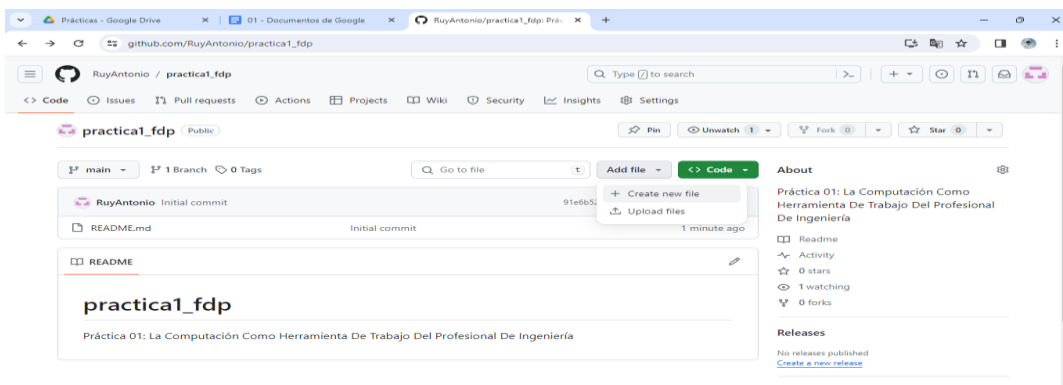 Prácticas - Google Drive
01 - Documentos de Google
RuyAntonio/practica1_fdp: Prác
github.com/RuyAntonio/practica1_fdp
RuyAntonio / practica1_fdp
Type / to search
Code Issues Pull requests Actions Projects Wiki Security Insights Settings
practica1_fdp Public
Pin Unwatch 1 Fork 0 Star 0
main 1 Branch 0 Tags
Go to file t
Add file
Code
Create new file
Upload files
RuyAntonio Initial commit
91e6b52
README.md Initial commit 1 minute ago
README
practica1_fdp
Práctica 01: La Computación Como Herramienta De Trabajo Del Profesional De Ingeniería
About
Práctica 01: La Computación Como
Herramienta De Trabajo Del Profesional
De Ingeniería
Readme
Activity
0 stars
1 watching
0 forks
Releases
No releases published
Create a new release